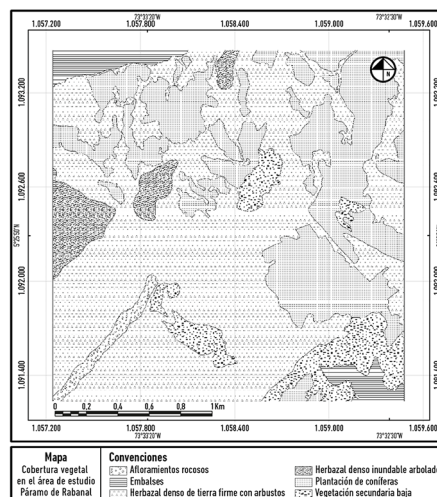 73°33'20"W 73°32'30"W
1.057.200 1.057.800 1.058.400 1.059.000 1.059.600
1.093.200
N
1.092.600
5°25'50"N
1.092.000
1.091.400
0 0,2 0,4 0,6 0,8 1Km
1.057.200 1.057.800 1.058.400 1.059.000 1.059.600
73°33'20"W 73°32'30"W
Mapa
Cobertura vegetal
en el área de estudio
Páramo de Rabanal
Convenciones
Afloramientos rocosos
Embalses
Herbazal denso de tierra firme con arbustos
Herbazal denso inundable arbolado
Plantación de coníferas
Vegetación secundaria baja